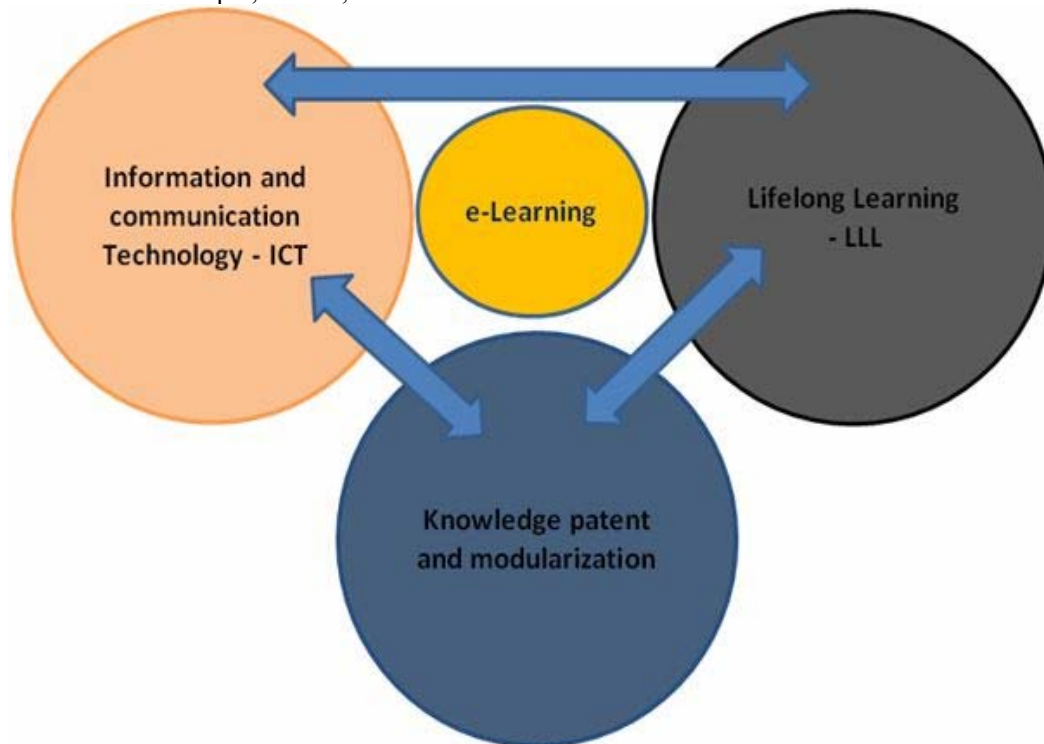 Information and
communication
Technology - ICT
e-Learning
Lifelong Learning
- LLL
Knowledge patent
and modularization